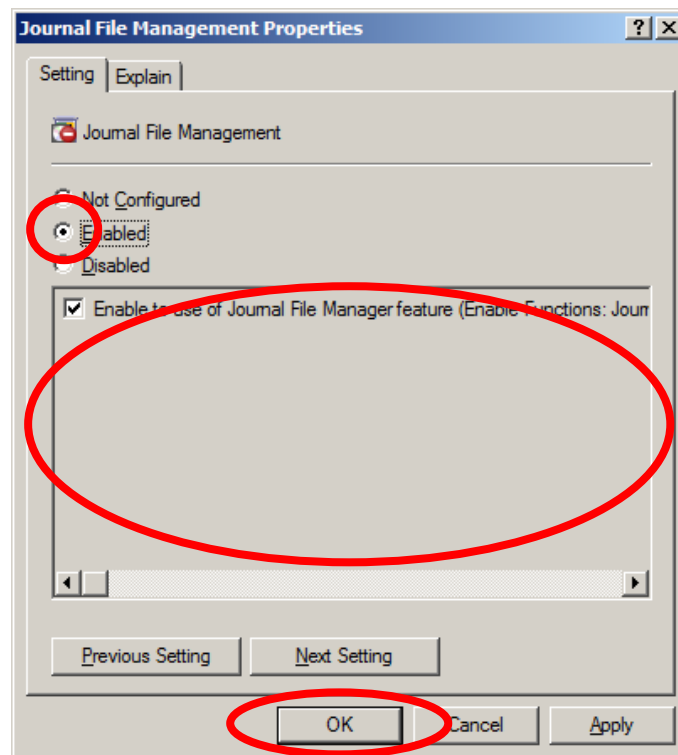 Journal File Management Properties
Setting
Explain
Journal File Management
Not Configured
Enabled
Disabled
Enable to use of Journal File Manager feature (Enable Functions: Journ
Previous Setting
Next Setting
OK
Cancel
Apply